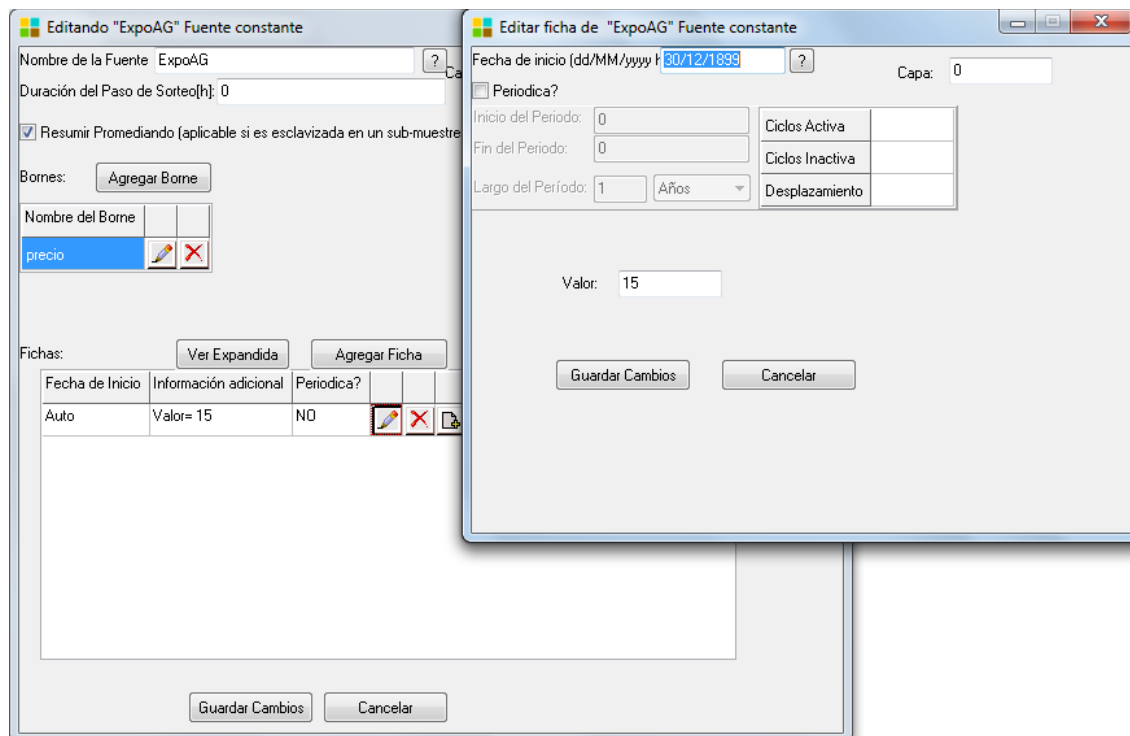 Editando "ExpoAG" Fuente constante
Nombre de la Fuente ExpoAG ?
Ca
Duración del Paso de Sorteo[h]: 0
Resumir Promediando (aplicable si es esclavizada en un sub-muestre
Bornes: Agregar Borne
Nombre del Borne
precio
Fichas: Ver Expandida Agregar Ficha
Fecha de Inicio Información adicional Periodica?
Auto Valor= 15 NO
Guardar Cambios Cancelar
Editar ficha de "ExpoAG" Fuente constante
Fecha de inicio (dd/MM/yyyy h 30/12/1899 ? Capa: 0
Periodica?
Inicio del Periodo: 0
Fin del Periodo: 0
Largo del Período: 1 Años
Ciclos Activa
Ciclos Inactiva
Desplazamiento
Valor: 15
Guardar Cambios Cancelar